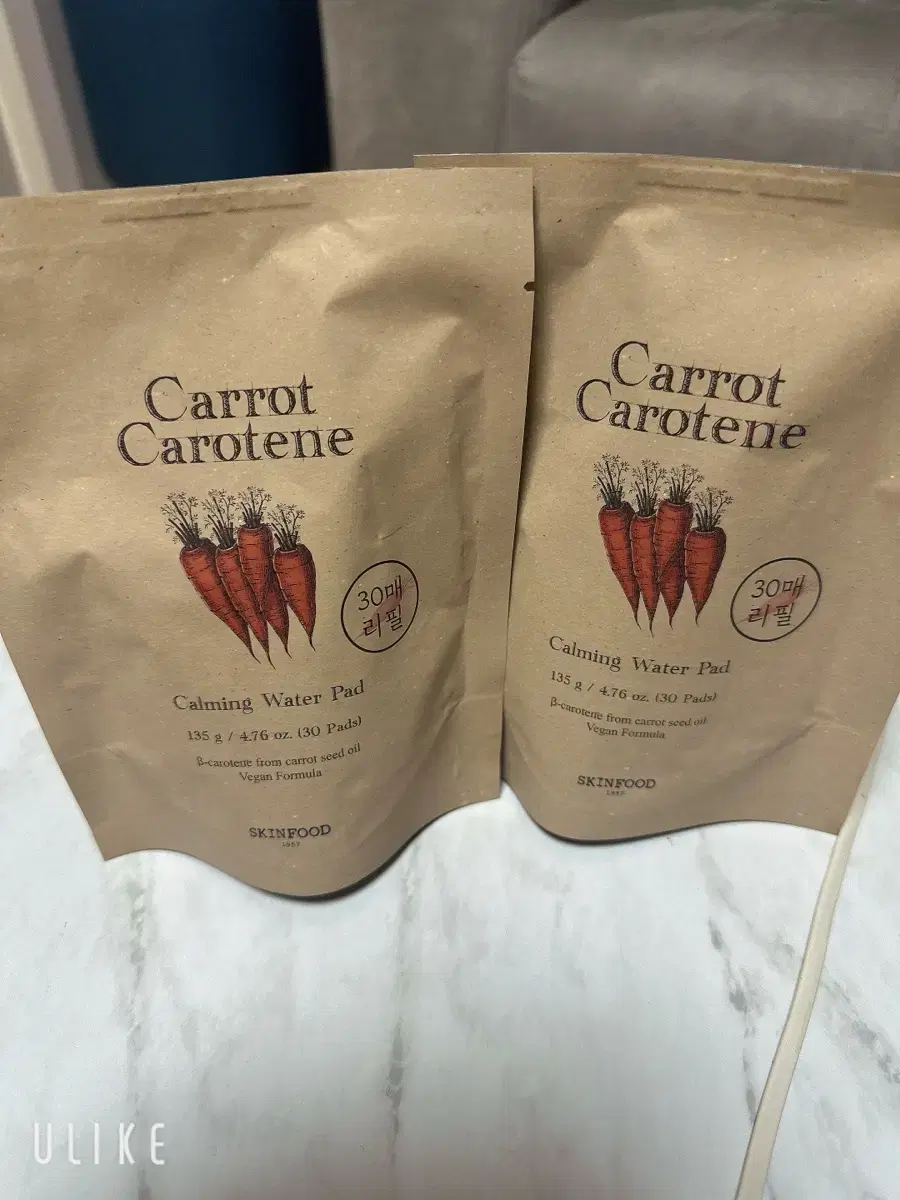 Carrot
Carotene
30매
리필
Calming Water Pad
135 g / 4.76 oz. (30 Pads)
β-carotene from carrot seed oil
Vegan Formula
SKINFOOD
1957
Carrot
Carotene
30매
리필
Calming Water Pad
135 g / 4.76 oz. (30 Pads)
β-carotene from carrot seed oil
Vegan Formula
SKINFOOD
1957
ULIKE